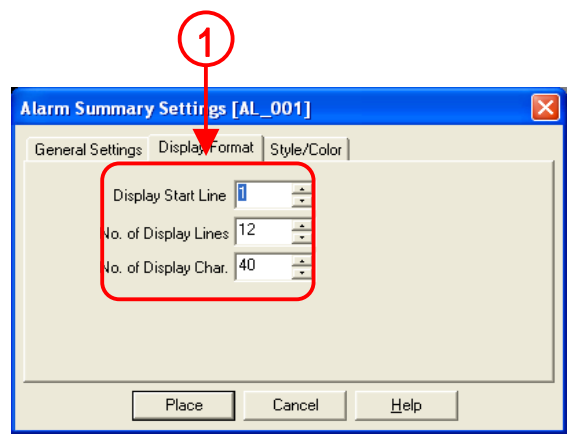 1
Alarm Summary Settings [AL_001]
General Settings Display Format Style/Color
Display Start Line 1
No. of Display Lines 12
No. of Display Char. 40
Place Cancel Help